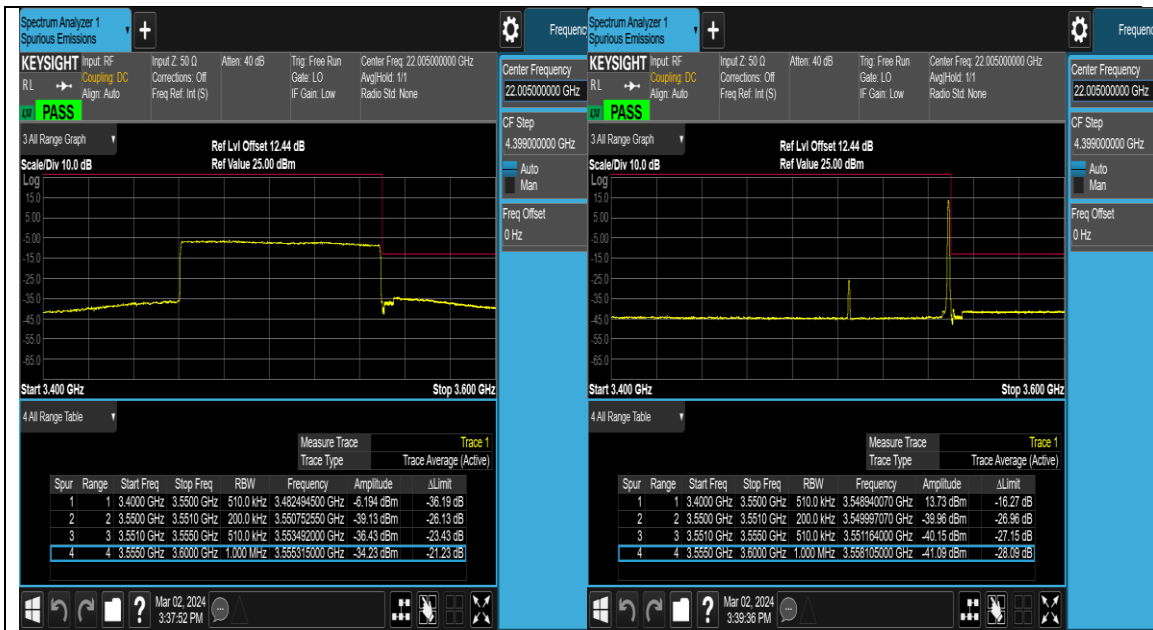 Spectrum Analyzer 1
Spurious Emissions
+
Frequenc
KEYSIGHT
R L
Input: RF
Coupling: DC
Align: Auto
Input Z: 50 Ω
Corrections: Off
Freq Ref: Int (S)
Atten: 40 dB
Trig: Free Run
Gate: LO
IF Gain: Low
Center Freq: 22.005000000 GHz
Avg|Hold: 1/1
Radio Std: None
PASS
Center Frequency
22.005000000 GHz
CF Step
4.399000000 GHz
Auto
Man
Freq Offset
0 Hz
3 All Range Graph
Scale/Div 10.0 dB
Ref Lvl Offset 12.44 dB
Ref Value 25.00 dBm
Log
15.0
5.00
-5.00
-15.0
-25.0
-35.0
-45.0
-55.0
-65.0
Start 3.400 GHz Stop 3.600 GHz
4 All Range Table
Measure Trace Trace 1
Trace Type Trace Average (Active)
Spur Range Start Freq Stop Freq RBW Frequency Amplitude ΔLimit
1 1 3.4000 GHz 3.5500 GHz 510.0 kHz 3.482494500 GHz -6.194 dBm -36.19 dB
2 2 3.5500 GHz 3.5510 GHz 200.0 kHz 3.550752550 GHz -39.13 dBm -26.13 dB
3 3 3.5510 GHz 3.5550 GHz 510.0 kHz 3.553492000 GHz -36.43 dBm -23.43 dB
4 4 3.5550 GHz 3.6000 GHz 1.000 MHz 3.555315000 GHz -34.23 dBm -21.23 dB
?
Mar 02, 2024
3:37:52 PM
Spectrum Analyzer 1
Spurious Emissions
+
Frequenc
KEYSIGHT
R L
Input: RF
Coupling: DC
Align: Auto
Input Z: 50 Ω
Corrections: Off
Freq Ref: Int (S)
Atten: 40 dB
Trig: Free Run
Gate: LO
IF Gain: Low
Center Freq: 22.005000000 GHz
Avg|Hold: 1/1
Radio Std: None
PASS
Center Frequency
22.005000000 GHz
CF Step
4.399000000 GHz
Auto
Man
Freq Offset
0 Hz
3 All Range Graph
Scale/Div 10.0 dB
Ref Lvl Offset 12.44 dB
Ref Value 25.00 dBm
Log
15.0
5.00
-5.00
-15.0
-25.0
-35.0
-45.0
-55.0
-65.0
Start 3.400 GHz Stop 3.600 GHz
4 All Range Table
Measure Trace Trace 1
Trace Type Trace Average (Active)
Spur Range Start Freq Stop Freq RBW Frequency Amplitude ΔLimit
1 1 3.4000 GHz 3.5500 GHz 510.0 kHz 3.548940070 GHz 13.73 dBm -16.27 dB
2 2 3.5500 GHz 3.5510 GHz 200.0 kHz 3.549997070 GHz -39.96 dBm -26.96 dB
3 3 3.5510 GHz 3.5550 GHz 510.0 kHz 3.551164000 GHz -40.15 dBm -27.15 dB
4 4 3.5550 GHz 3.6000 GHz 1.000 MHz 3.558105000 GHz -41.09 dBm -28.09 dB
?
Mar 02, 2024
3:39:36 PM